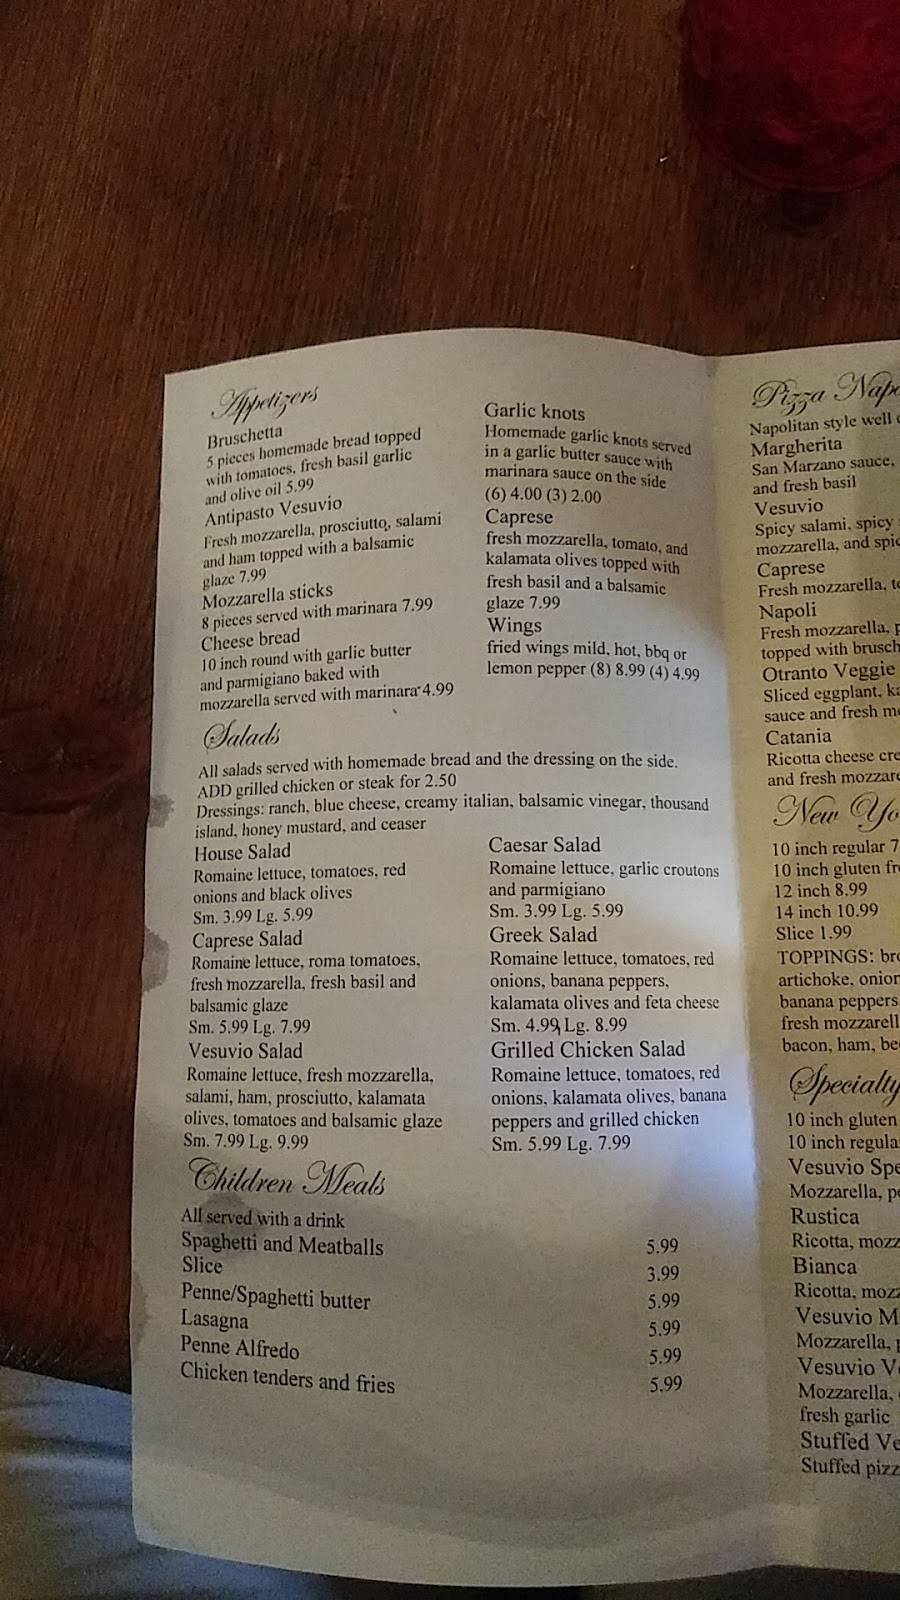 Appetizers
Bruschetta
5 pieces homemade bread topped
with tomatoes, fresh basil garlic
and olive oil 5.99
Antipasto Vesuvio
Fresh mozzarella, prosciutto, salami
and ham topped with a balsamic
glaze 7.99
Mozzarella sticks
8 pieces served with marinara 7.99
Cheese bread
10 inch round with garlic butter
and parmigiano baked with
mozzarella served with marinara 4.99
Garlic knots
Homemade garlic knots served
in a garlic butter sauce with
marinara sauce on the side
(6) 4.00 (3) 2.00
Caprese
fresh mozzarella, tomato, and
kalamata olives topped with
fresh basil and a balsamic
glaze 7.99
Wings
fried wings mild, hot, bbq or
lemon pepper (8) 8.99 (4) 4.99
Salads
All salads served with homemade bread and the dressing on the side.
ADD grilled chicken or steak for 2.50
Dressings: ranch, blue cheese, creamy italian, balsamic vinegar, thousand
island, honey mustard, and ceaser
House Salad
Romaine lettuce, tomatoes, red
onions and black olives
Sm. 3.99 Lg. 5.99
Caprese Salad
Romaine lettuce, roma tomatoes,
fresh mozzarella, fresh basil and
balsamic glaze
Sm. 5.99 Lg. 7.99
Vesuvio Salad
Romaine lettuce, fresh mozzarella,
salami, ham, prosciutto, kalamata
olives, tomatoes and balsamic glaze
Sm. 7.99 Lg. 9.99
Caesar Salad
Romaine lettuce, garlic croutons
and parmigiano
Sm. 3.99 Lg. 5.99
Greek Salad
Romaine lettuce, tomatoes, red
onions, banana peppers,
kalamata olives and feta cheese
Sm. 4.99 Lg. 8.99
Grilled Chicken Salad
Romaine lettuce, tomatoes, red
onions, kalamata olives, banana
peppers and grilled chicken
Sm. 5.99 Lg. 7.99
Children Meals
All served with a drink
Spaghetti and Meatballs 5.99
Slice 3.99
Penne/Spaghetti butter 5.99
Lasagna 5.99
Penne Alfredo 5.99
Chicken tenders and fries 5.99
Pizza
Napolitan style well
Margherita
San Marzano sauce,
and fresh basil
Vesuvio
Spicy salami, spicy
mozzarella, and
Caprese
Fresh mozzarella,
Napoli
Fresh mozzarella,
topped with
Otranto Veggie
Sliced eggplant,
sauce and fresh
Catania
Ricotta cheese
and fresh
New
10 inch regular 7
10 inch gluten
12 inch 8.99
14 inch 10.99
Slice 1.99
TOPPINGS:
artichoke,
banana peppers
fresh
bacon, ham,
Specialty
10 inch gluten
10 inch
Vesuvio
Mozzarella,
Rustica
Ricotta,
Bianca
Ricotta,
Vesuvio
Mozzarella,
Vesuvio
Mozzarella,
fresh garlic
Stuffed
Stuffed